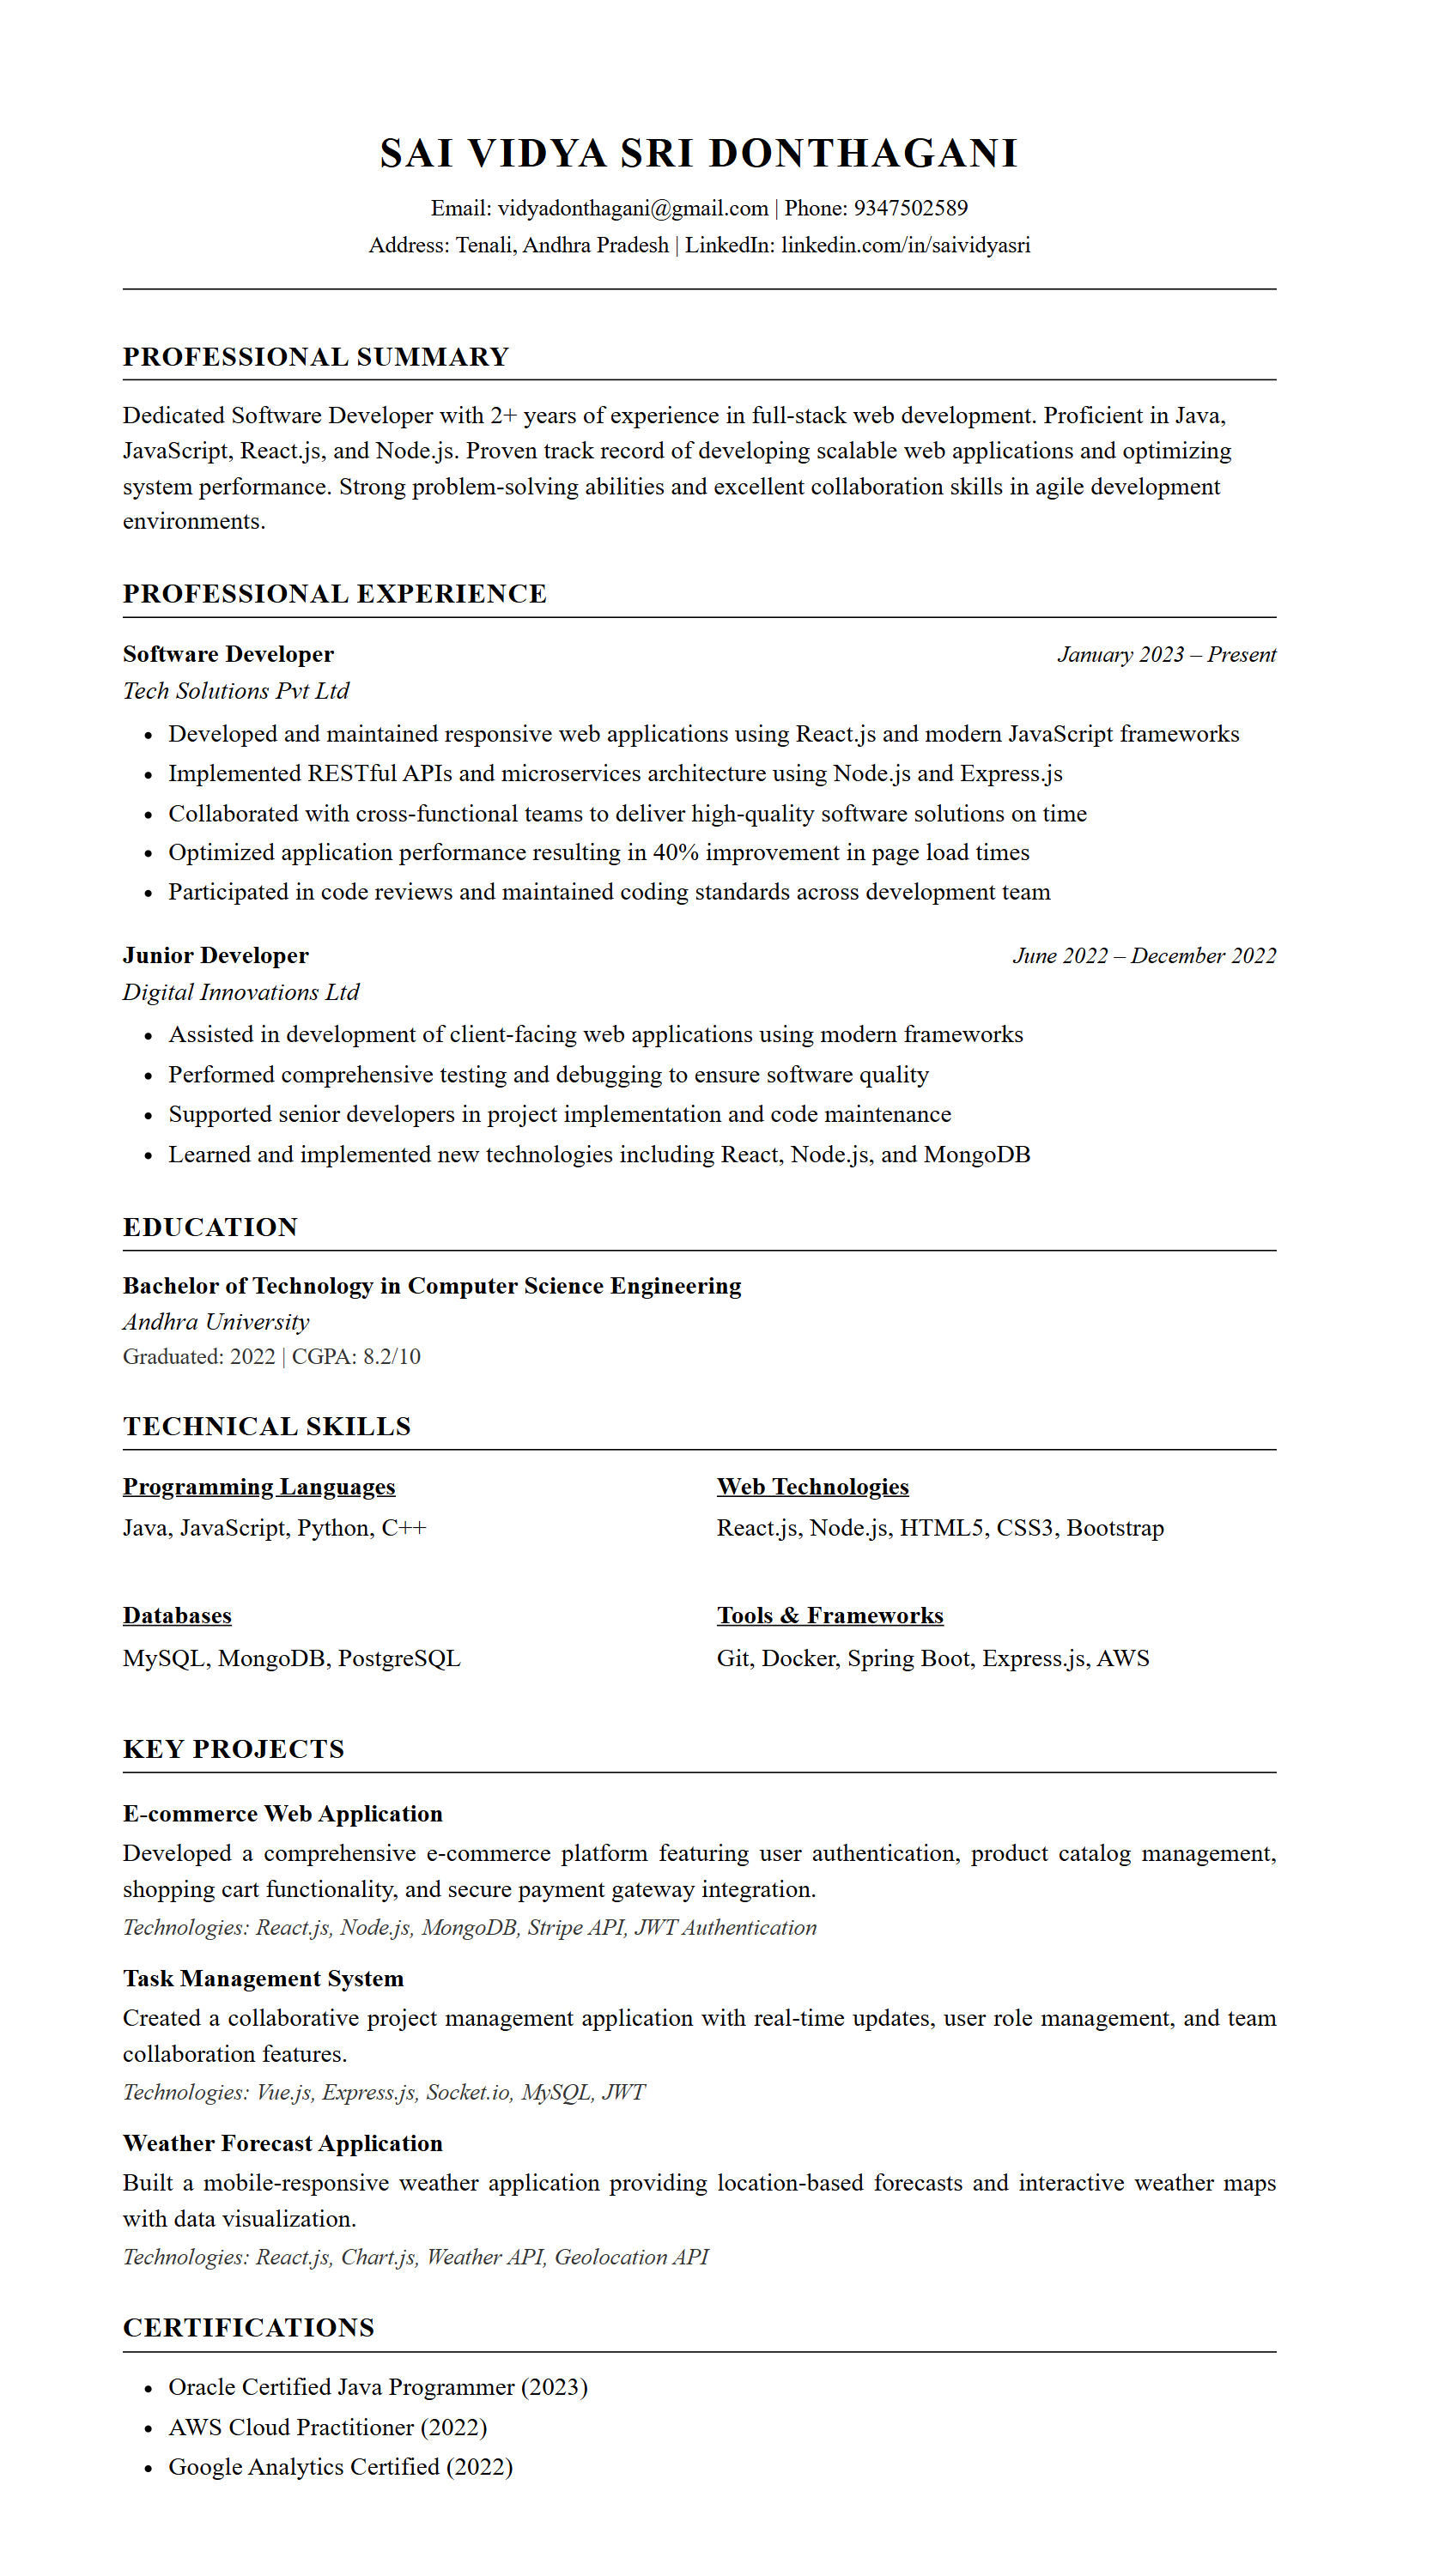 SAI VIDYA SRI DONTHAGANI
Email: vidyadonthagani@gmail.com | Phone: 9347502589
Address: Tenali, Andhra Pradesh | LinkedIn: linkedin.com/in/saividyasri
PROFESSIONAL SUMMARY
Dedicated Software Developer with 2+ years of experience in full-stack web development. Proficient in Java,
JavaScript, React.js, and Node.js. Proven track record of developing scalable web applications and optimizing
system performance. Strong problem-solving abilities and excellent collaboration skills in agile development
environments.
PROFESSIONAL EXPERIENCE
Software Developer January 2023 – Present
Tech Solutions Pvt Ltd
• Developed and maintained responsive web applications using React.js and modern JavaScript frameworks
• Implemented RESTful APIs and microservices architecture using Node.js and Express.js
• Collaborated with cross-functional teams to deliver high-quality software solutions on time
• Optimized application performance resulting in 40% improvement in page load times
• Participated in code reviews and maintained coding standards across development team
Junior Developer June 2022 – December 2022
Digital Innovations Ltd
• Assisted in development of client-facing web applications using modern frameworks
• Performed comprehensive testing and debugging to ensure software quality
• Supported senior developers in project implementation and code maintenance
• Learned and implemented new technologies including React, Node.js, and MongoDB
EDUCATION
Bachelor of Technology in Computer Science Engineering
Andhra University
Graduated: 2022 | CGPA: 8.2/10
TECHNICAL SKILLS
Programming Languages
Java, JavaScript, Python, C++
Web Technologies
React.js, Node.js, HTML5, CSS3, Bootstrap
Databases
MySQL, MongoDB, PostgreSQL
Tools & Frameworks
Git, Docker, Spring Boot, Express.js, AWS
KEY PROJECTS
E-commerce Web Application
Developed a comprehensive e-commerce platform featuring user authentication, product catalog management,
shopping cart functionality, and secure payment gateway integration.
Technologies: React.js, Node.js, MongoDB, Stripe API, JWT Authentication
Task Management System
Created a collaborative project management application with real-time updates, user role management, and team
collaboration features.
Technologies: Vue.js, Express.js, Socket.io, MySQL, JWT
Weather Forecast Application
Built a mobile-responsive weather application providing location-based forecasts and interactive weather maps
with data visualization.
Technologies: React.js, Chart.js, Weather API, Geolocation API
CERTIFICATIONS
• Oracle Certified Java Programmer (2023)
• AWS Cloud Practitioner (2022)
• Google Analytics Certified (2022)